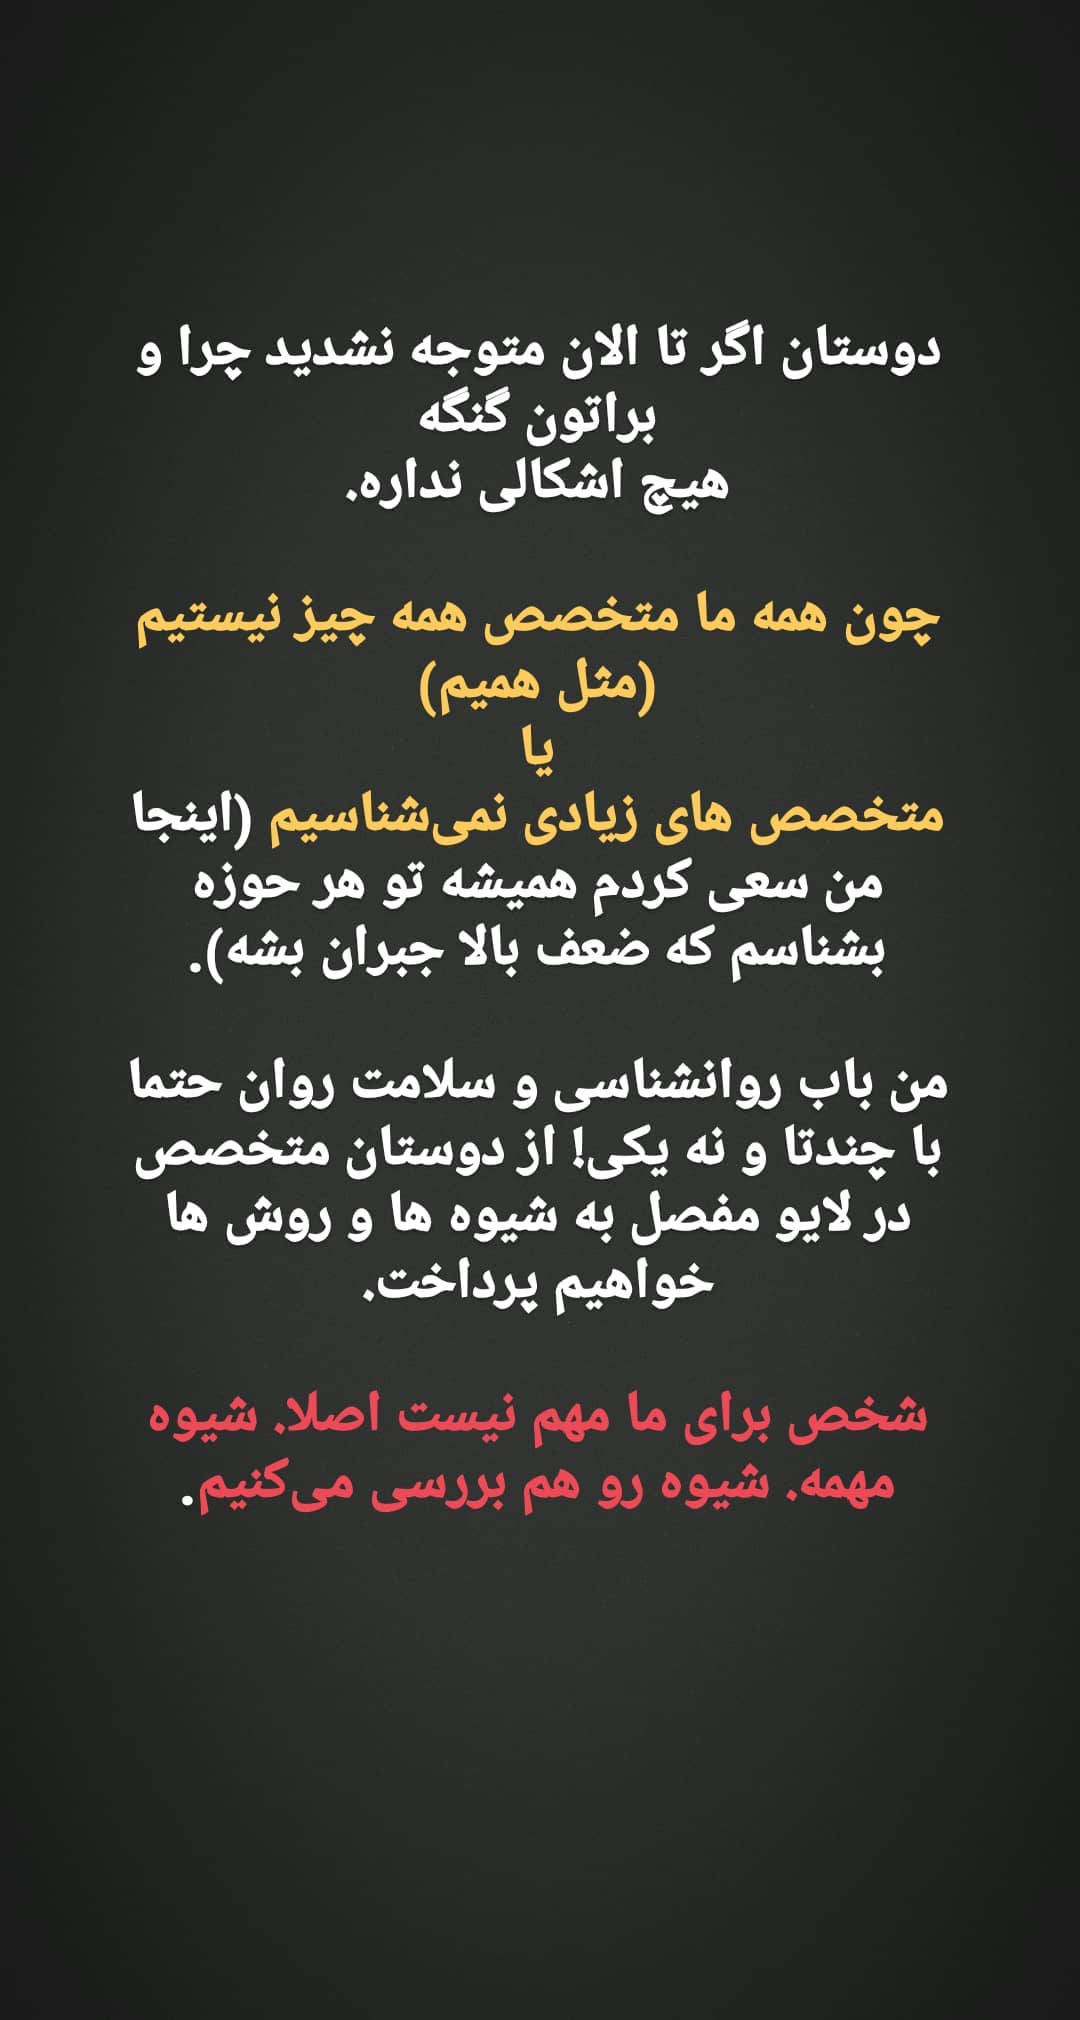 دوستان اگر تا الان متوجه نشدید چرا و
براتون گنگه
هیچ اشکالی نداره.
چون همه ما متخصص همه چیز نیستیم
(مثل همیم)
یا
متخصص های زیادی نمی‌شناسیم (اینجا
من سعی کردم همیشه تو هر حوزه
بشناسم که ضعف بالا جبران بشه).
من باب روانشناسی و سلامت روان حتما
با چندتا و نه یکی! از دوستان متخصص
در لایو مفصل به شیوه ها و روش ها
خواهیم پرداخت.
شخص برای ما مهم نیست اصلا. شیوه
مهمه. شیوه رو هم بررسی می‌کنیم.